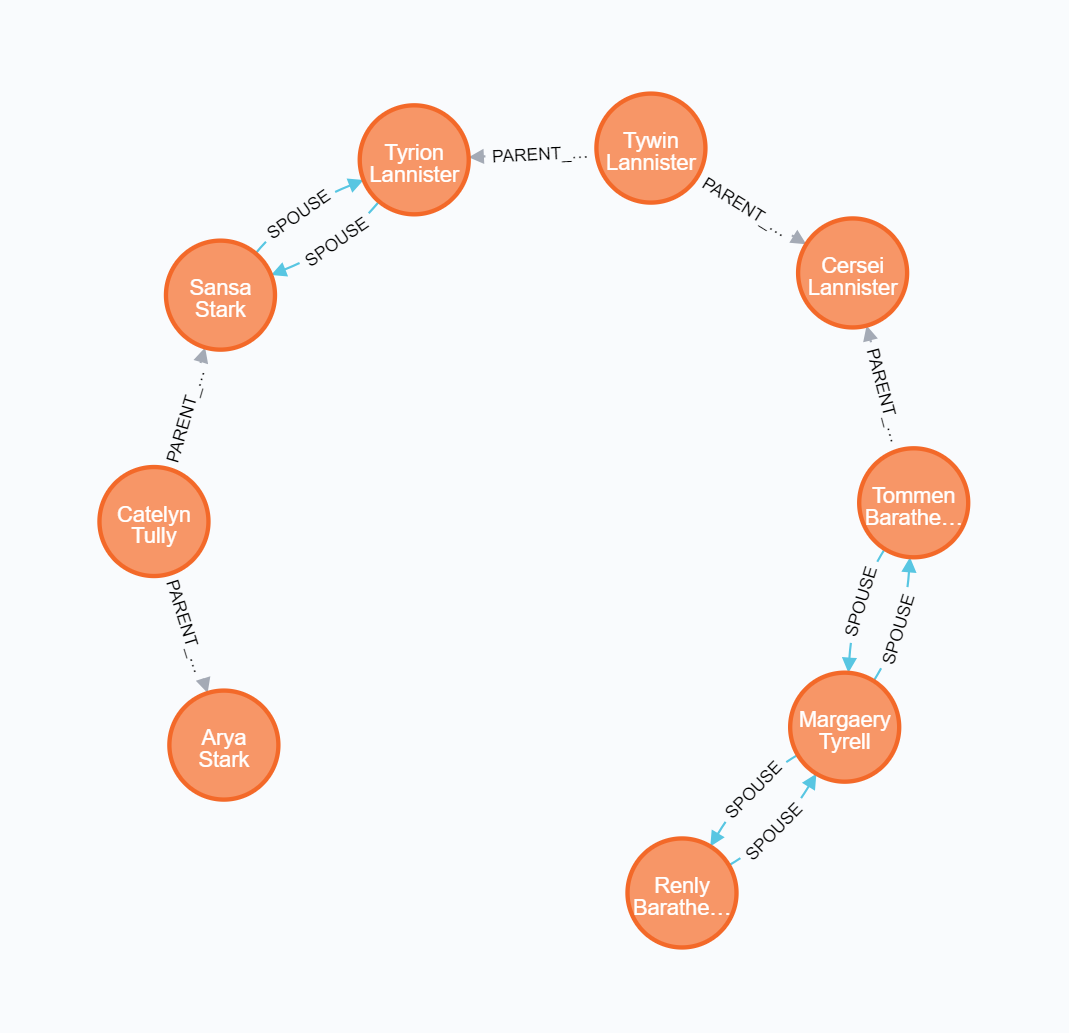 Tyrion
Lannister
PARENT_…
Tywin
Lannister
PARENT_…
SPOUSE
SPOUSE
Cersei
Lannister
Sansa
Stark
PARENT_…
PARENT_…
Catelyn
Tully
Tommen
Barathe…
PARENT_…
SPOUSE
SPOUSE
Arya
Stark
Margaery
Tyrell
SPOUSE
SPOUSE
Renly
Barathe…